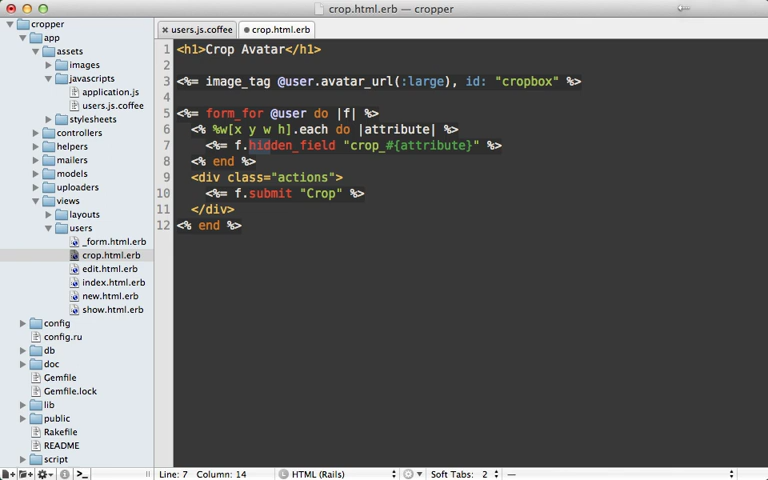 crop.html.erb — cropper
cropper
app
assets
images
javascripts
application.js
users.js.coffee
stylesheets
controllers
helpers
mailers
models
uploaders
views
layouts
users
_form.html.erb
crop.html.erb
edit.html.erb
index.html.erb
new.html.erb
show.html.erb
config
config.ru
db
doc
Gemfile
Gemfile.lock
lib
public
Rakefile
README
script
users.js.coffee crop.html.erb
1 <h1>Crop Avatar</h1>
2
3 <%= image_tag @user.avatar_url(:large), id: "cropbox" %>
4
5 <%= form_for @user do |f| %>
6 <% %w[x y w h].each do |attribute| %>
7 <%= f.hidden_field "crop_#{attribute}" %>
8 <% end %>
9 <div class="actions">
10 <%= f.submit "Crop" %>
11 </div>
12 <% end %>
Line: 7 Column: 14 HTML (Rails) Soft Tabs: 2 —